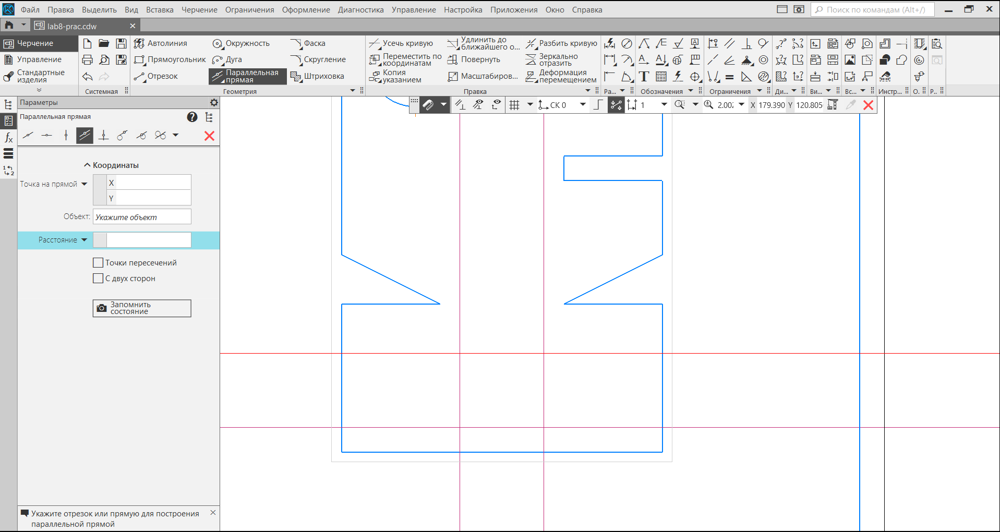 Файл Правка Выделить Вид Вставка Черчение Ограничения Оформление Диагностика Управление Настройка Приложения Окно Справка Поиск по командам (Alt+/)
lab8-prac.cdw
Черчение
Управление
Стандартные
изделия
Системная
Автолиния
Прямоугольник
Отрезок
Окружность
Дуга
Параллельная
прямая
Фаска
Скругление
Штриховка
Геометрия
Усечь кривую
Переместить по
координатам
Копия
указанием
Удлинить до
ближайшего о...
Повернуть
Масштабиров...
Разбить кривую
Зеркально
отразить
Деформация
перемещением
Правка
Ра...
Обозначения
Ограничения
Ди...
Ви...
Вс...
Инстр...
О.
Р..
Параметры
Параллельная прямая
СК 0
1
2.002
X 179.390
Y 120.805
Координаты
Точка на прямой
X
Y
Объект: Укажите объект
Расстояние
Точки пересечений
С двух сторон
Запомнить
состояние
Укажите отрезок или прямую для построения
параллельной прямой